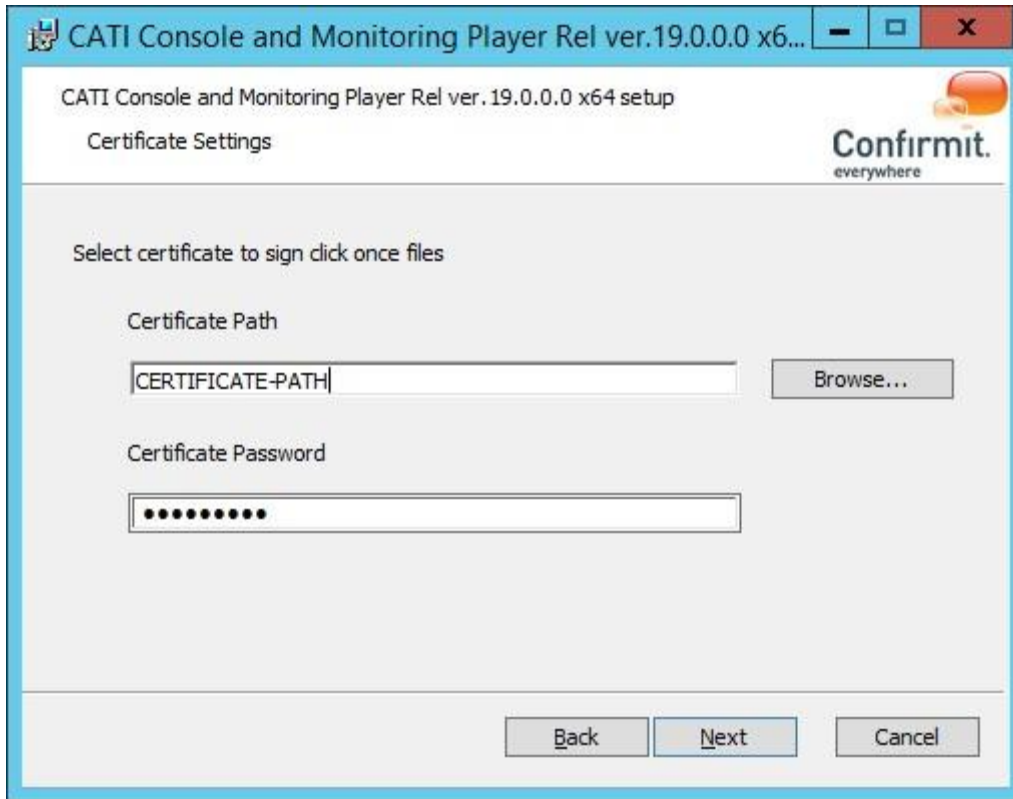 CATI Console and Monitoring Player Rel ver.19.0.0.0 x6...
CATI Console and Monitoring Player Rel ver.19.0.0.0 x64 setup
Certificate Settings
Confirmit.
everywhere
Select certificate to sign click once files
Certificate Path
CERTIFICATE-PATH
Browse...
Certificate Password
•••••••••
Back
Next
Cancel